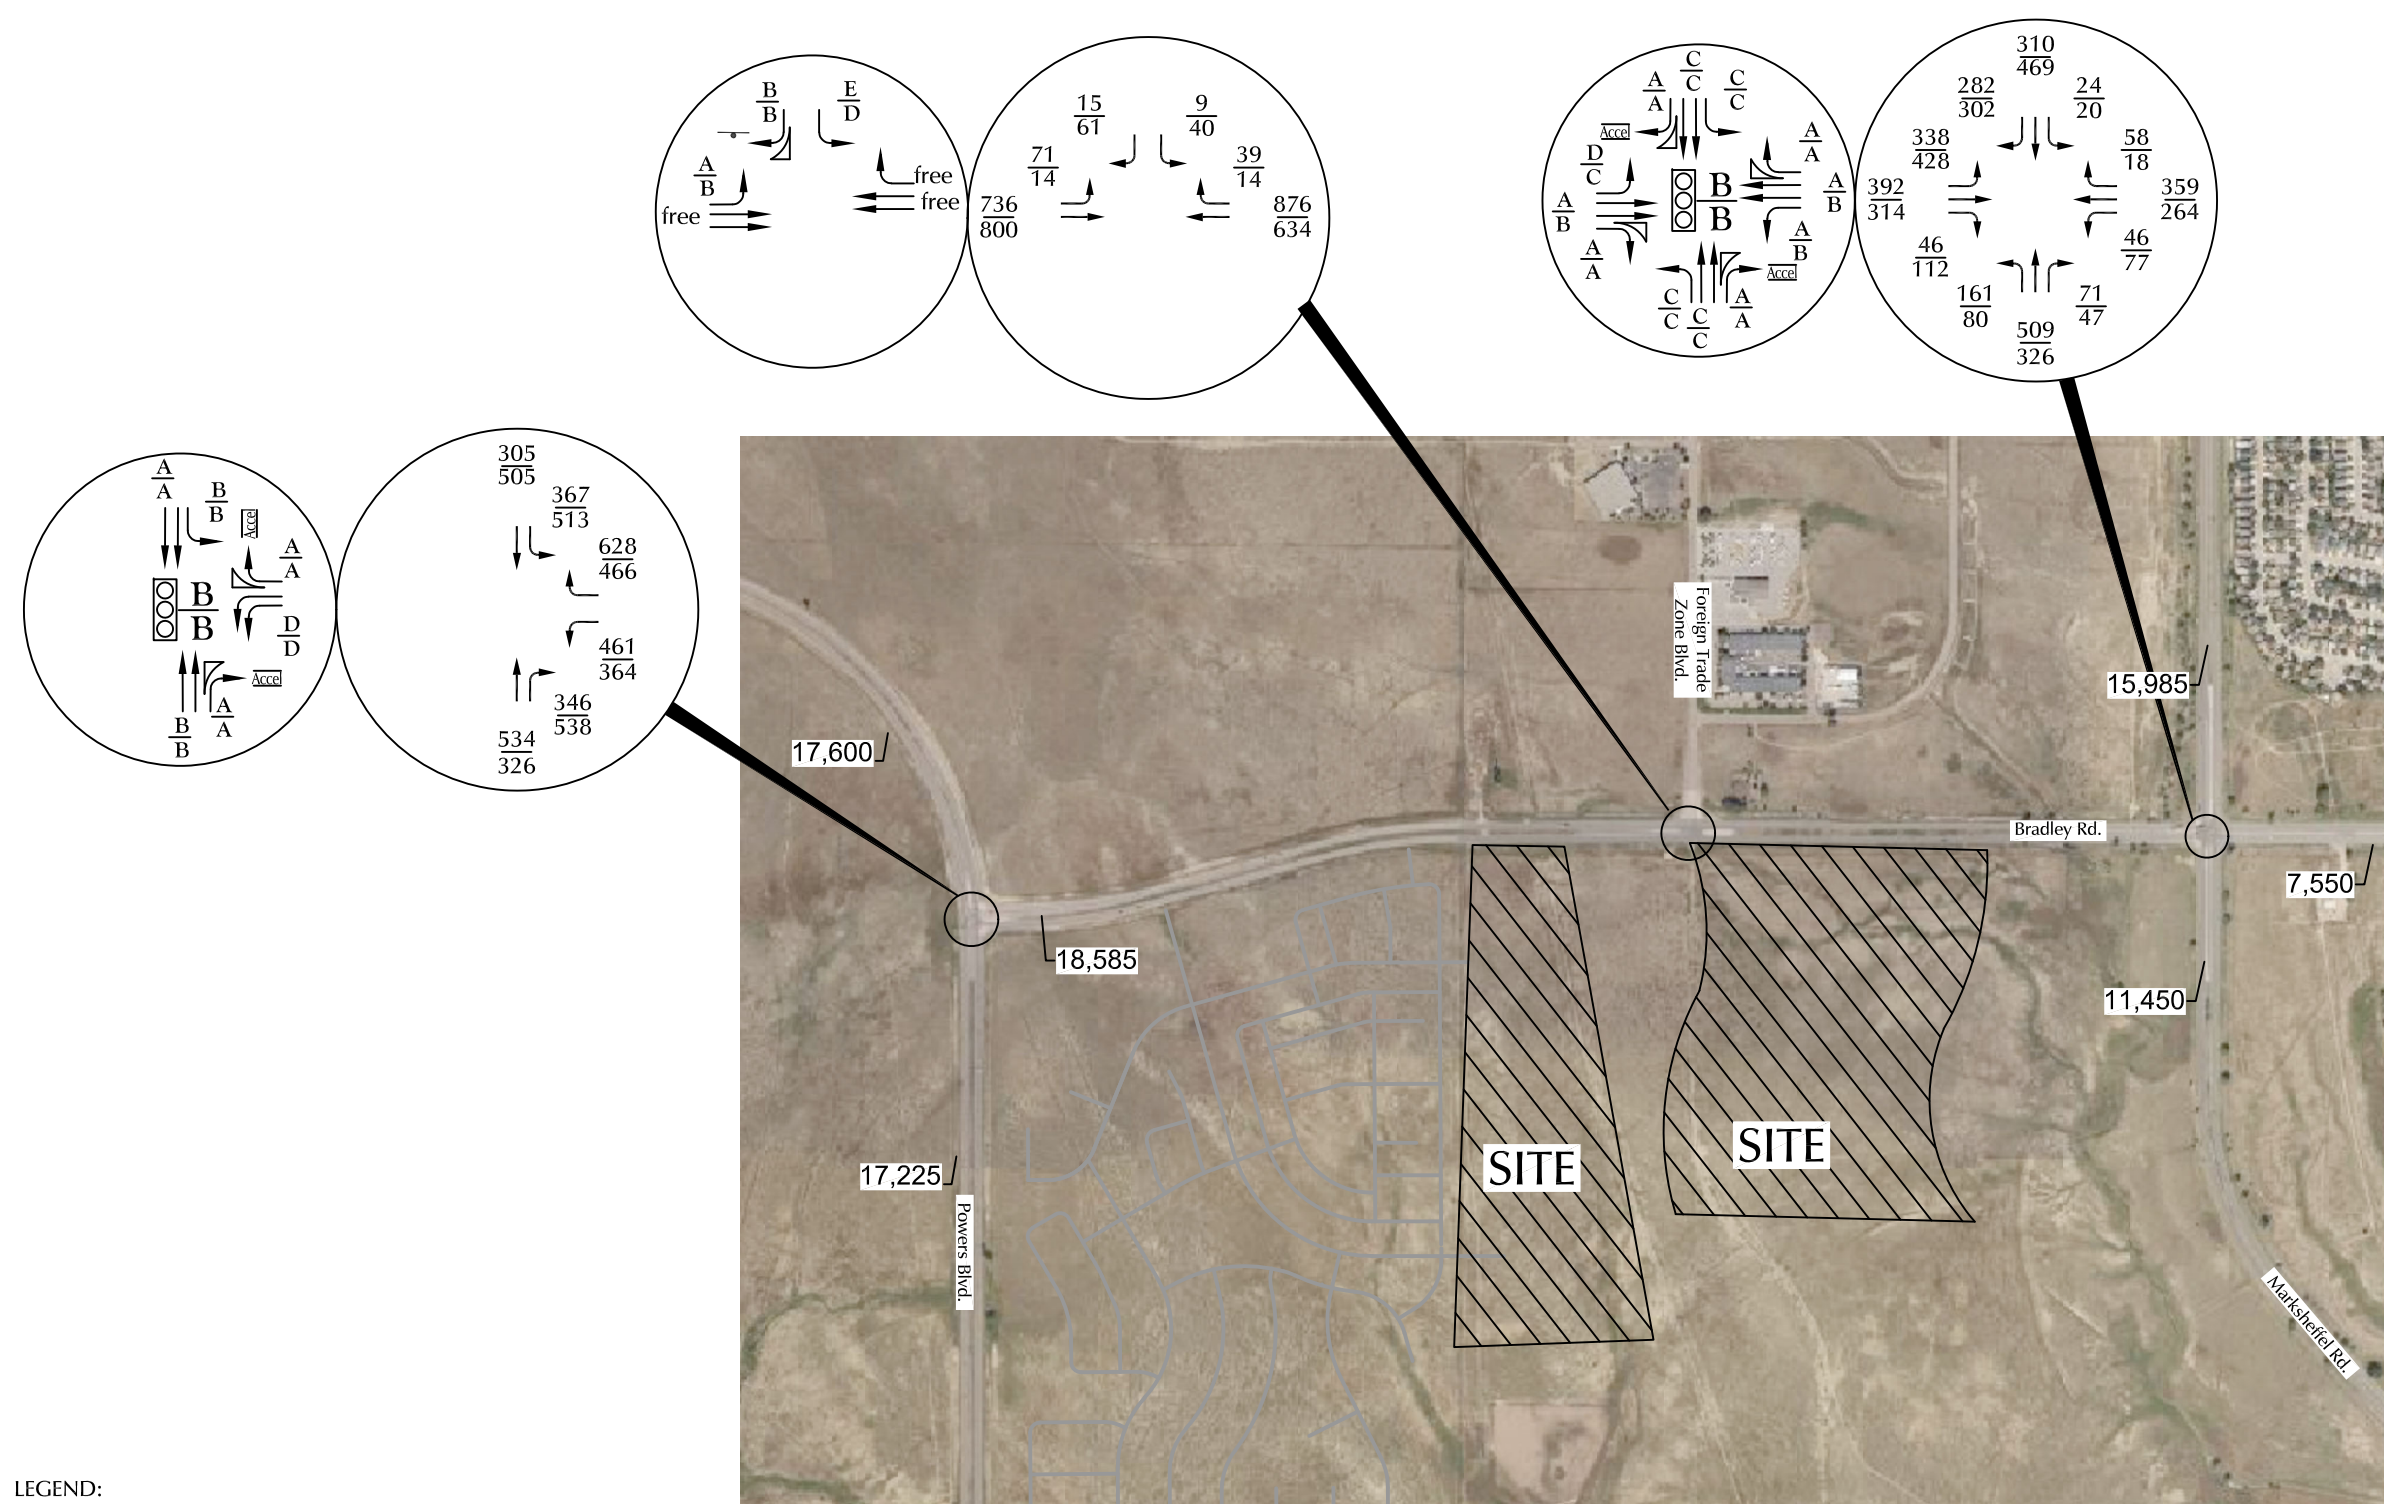 B
B
E
D
A
B
free
free
free
15
61
9
40
71
14
39
14
736
800
876
634
C
C
A
A
C
C
Accel
D
C
A
A
A
B
B
B
A
B
A
A
A
B
Accel
C
C
C
C
A
A
310
469
282
302
24
20
338
428
58
18
392
314
359
264
46
112
46
77
161
80
71
47
509
326
A
A
B
B
Accel
A
A
B
B
D
D
Accel
A
A
B
B
305
505
367
513
628
466
461
364
346
538
534
326
Foreign Trade
Zone Blvd.
15,985
17,600
Bradley Rd.
7,550
18,585
11,450
SITE
SITE
17,225
Powers Blvd.
Marksheffel Rd.
LEGEND: